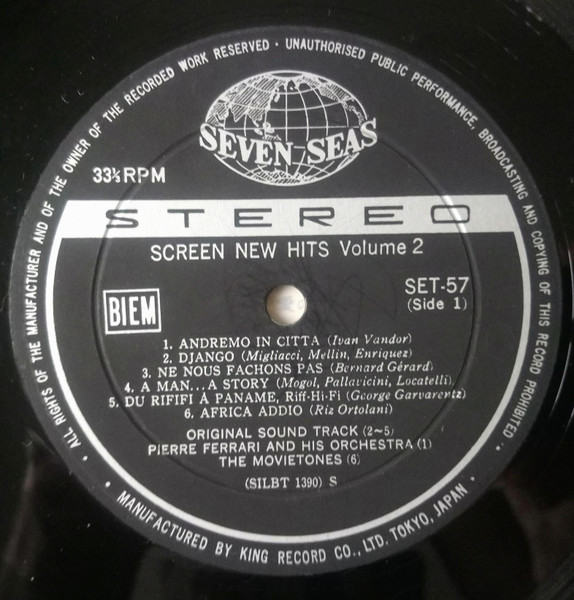 ALL RIGHTS OF THE MANUFACTURER AND OF THE OWNER OF THE RECORDED WORK RESERVED · UNAUTHORISED PUBLIC PERFORMANCE, BROADCASTING AND COPYING OF THIS RECORD PROHIBITED ·
SEVEN SEAS
33⅓RPM
STEREO
SCREEN NEW HITS Volume 2
SET-57
(Side 1)
BIEM
1. ANDREMO IN CITTA (Ivan Vandor)
2. DJANGO (Migliacci, Mellin, Enriquez)
3. NE NOUS FACHONS PAS (Bernard Gérard)
4. A MAN...A STORY (Mogol, Pallavicini, Locatelli)
5. DU RIFIFI Á PANAME, Riff-Hi-Fi (George Garvarentz)
6. AFRICA ADDIO (Riz Ortolani)
ORIGINAL SOUND TRACK (2~5)
PIERRE FERRARI AND HIS ORCHESTRA (1)
THE MOVIETONES (6)
(SILBT 1390) S
· MANUFACTURED BY KING RECORD CO., LTD. TOKYO, JAPAN ·